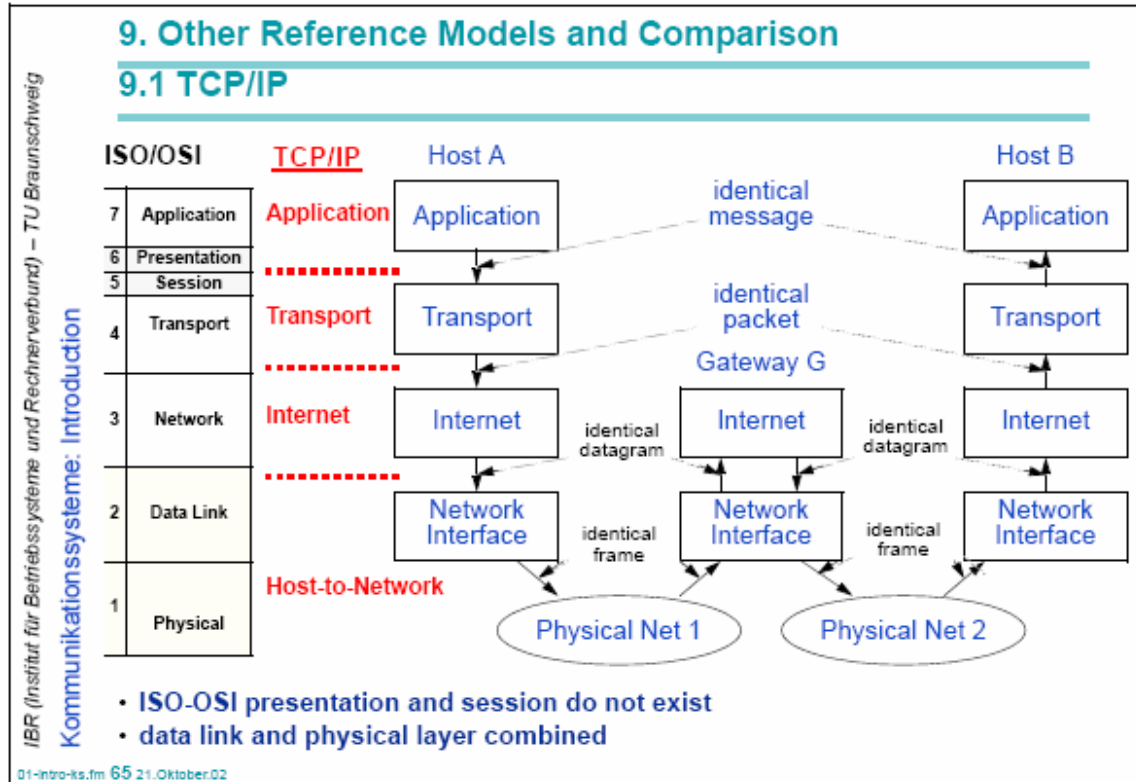 9. Other Reference Models and Comparison
9.1 TCP/IP
IBR (Institut für Betriebssysteme und Rechnerverbund) – TU Braunschweig
Kommunikationssysteme: Introduction
ISO/OSI
TCP/IP
Host A
Host B
7 Application
Application
Application
identical
message
Application
6 Presentation
5 Session
4 Transport
Transport
Transport
identical
packet
Transport
Gateway G
3 Network
Internet
Internet
identical
datagram
Internet
identical
datagram
Internet
2 Data Link
Network
Interface
identical
frame
Network
Interface
identical
frame
Network
Interface
1 Physical
Host-to-Network
Physical Net 1
Physical Net 2
• ISO-OSI presentation and session do not exist
• data link and physical layer combined
01-intro-ks.fm 65 21.Oktober.02